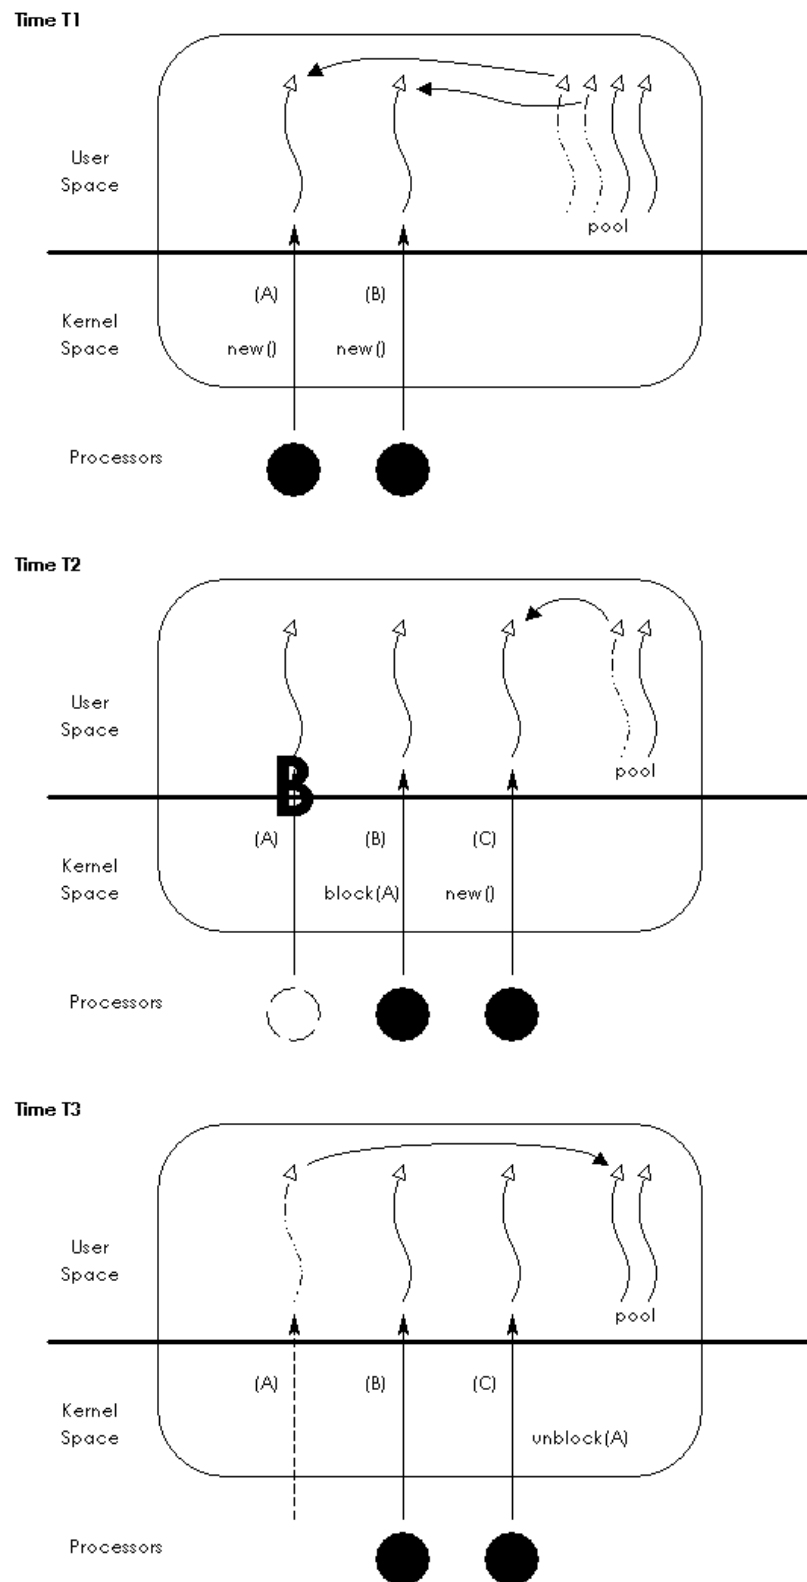 Time T1
User
Space
pool
(A)
(B)
Kernel
Space
new()
new()
Processors
Time T2
User
Space
pool
B
(A)
(B)
(C)
Kernel
Space
block(A)
new()
Processors
Time T3
User
Space
pool
(A)
(B)
(C)
Kernel
Space
unblock(A)
Processors